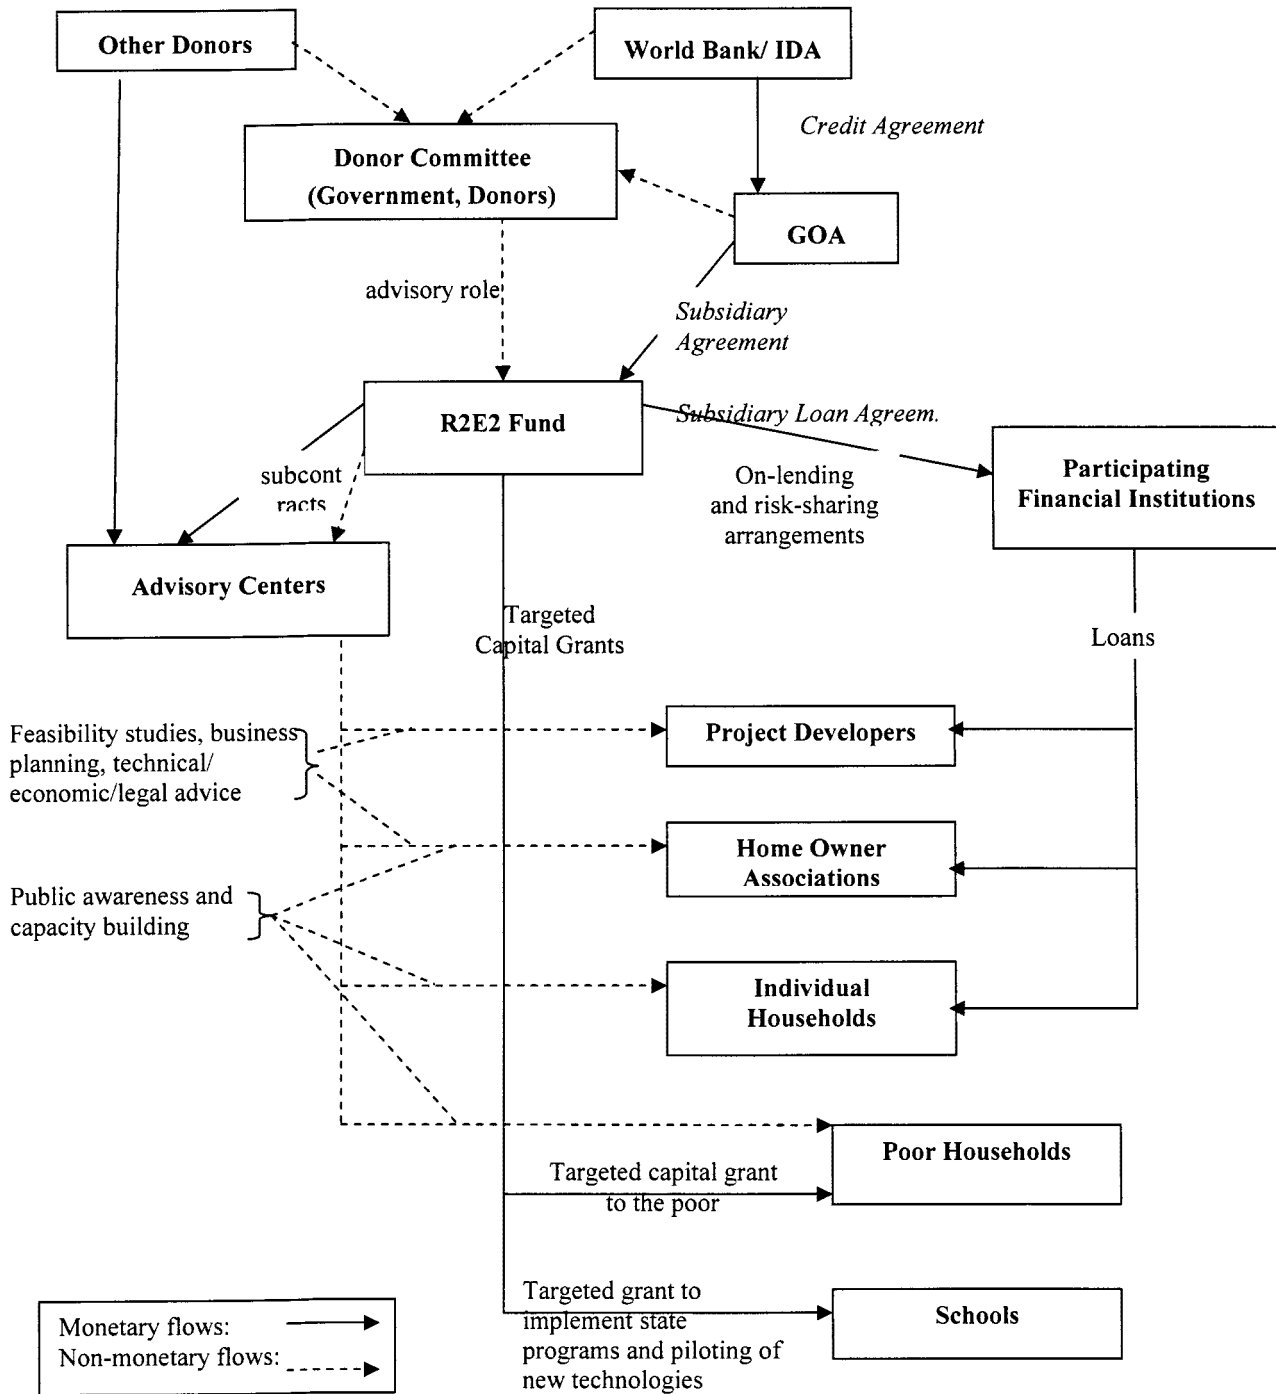 Other Donors
World Bank/ IDA
Credit Agreement
Donor Committee
(Government, Donors)
GOA
advisory role
Subsidiary
Agreement
R2E2 Fund
Subsidiary Loan Agreem.
Participating
Financial Institutions
subcont
racts
On-lending
and risk-sharing
arrangements
Advisory Centers
Targeted
Capital Grants
Loans
Feasibility studies, business
planning, technical/
economic/legal advice
Project Developers
Home Owner
Associations
Public awareness and
capacity building
Individual
Households
Poor Households
Targeted capital grant
to the poor
Targeted grant to
implement state
programs and piloting of
new technologies
Schools
Monetary flows:
Non-monetary flows: